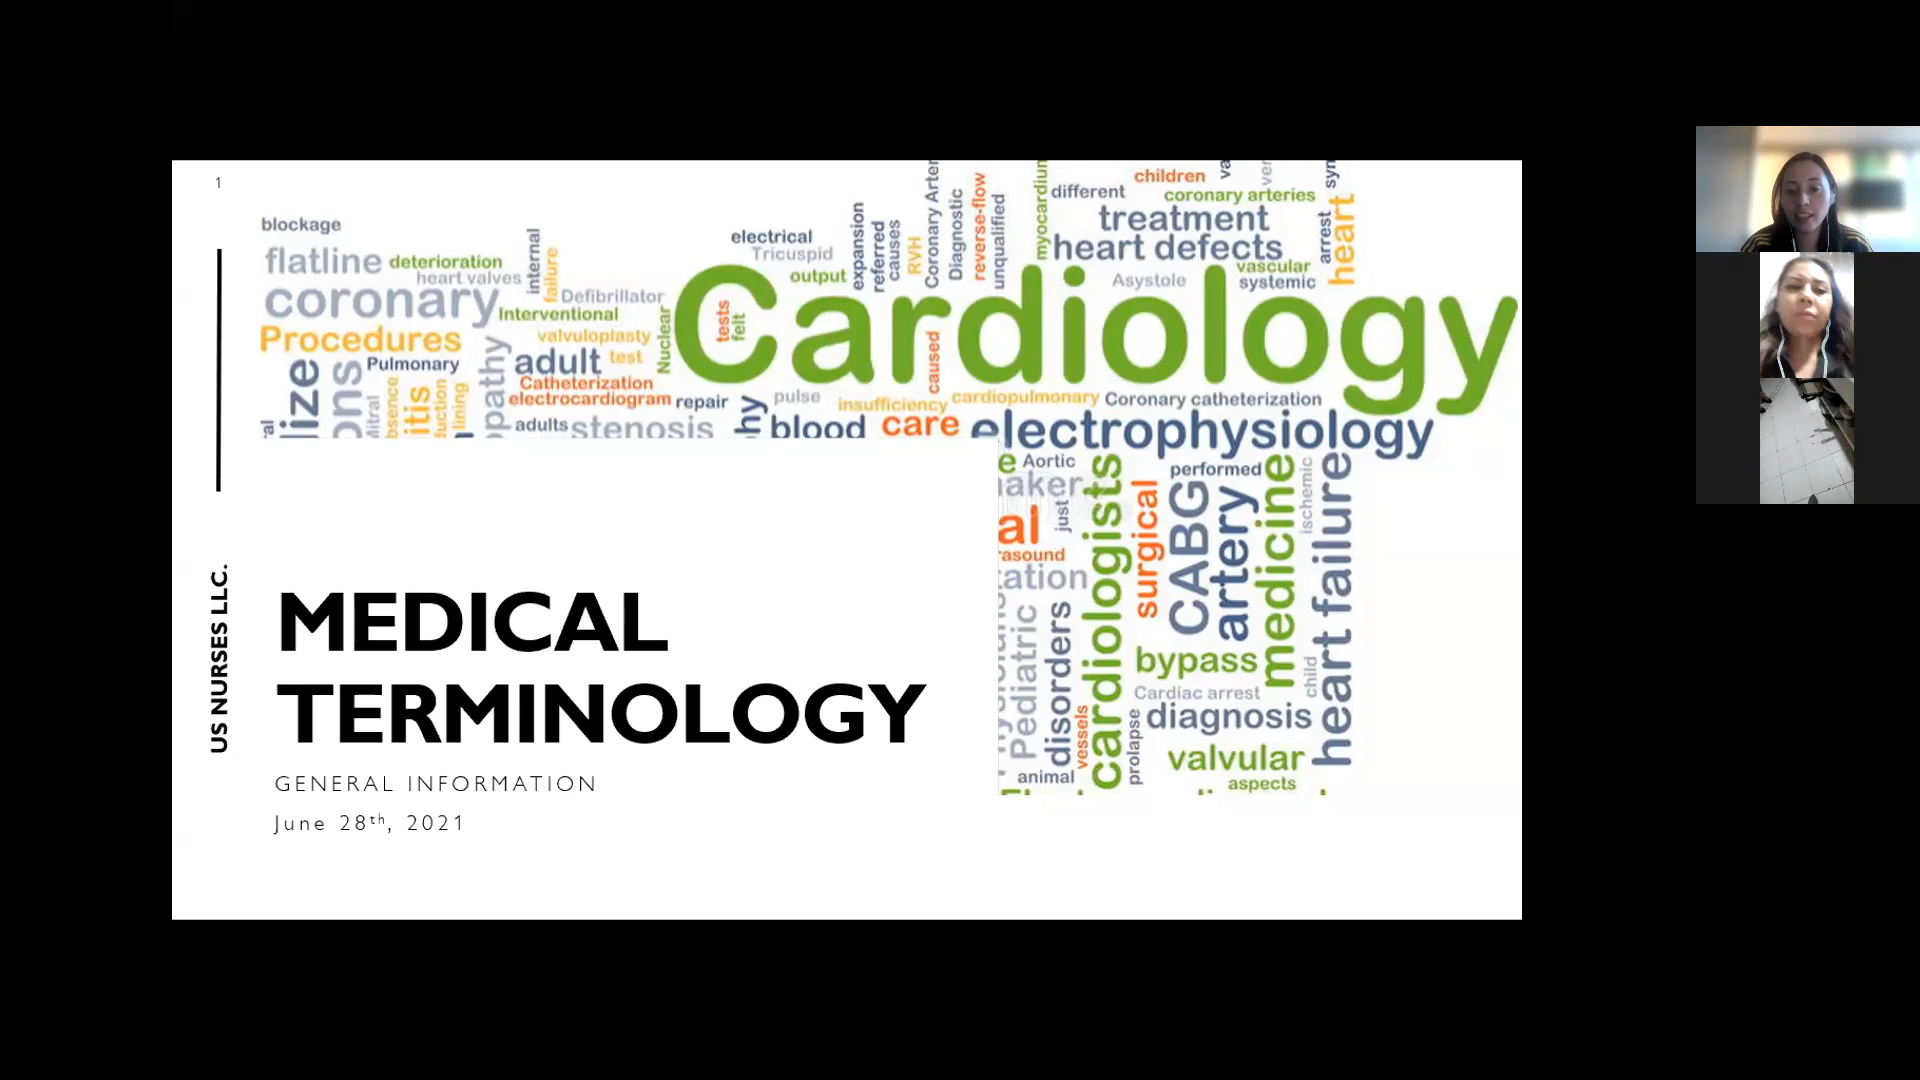 1
blockage
flatline
deterioration
heart valves
coronary
internal
failure
Defibrillator
Interventional
Procedures
valvuloplasty
Pulmonary
adult
test
Nuclear
Catheterization
electrocardiogram
repair
adults
stenosis
electrical
Tricuspid
output
tests
felt
Cardiology
expansion
referred
causes
RVH
Diagnostic
reverse-flow
unqualified
different
children
coronary arteries
treatment
heart defects
vascular
Asystole
systemic
arrest
heart
caused
pulse
insufficiency
cardiopulmonary
Coronary catheterization
blood
care
electrophysiology
Aortic
performed
just
cardiologists
surgical
CABG
artery
medicine
ischemic
heart failure
Pediatric
disorders
vessels
bypass
child
Cardiac arrest
diagnosis
prolapse
valvular
animal
aspects
US NURSES LLC.
MEDICAL
TERMINOLOGY
GENERAL INFORMATION
June 28th, 2021